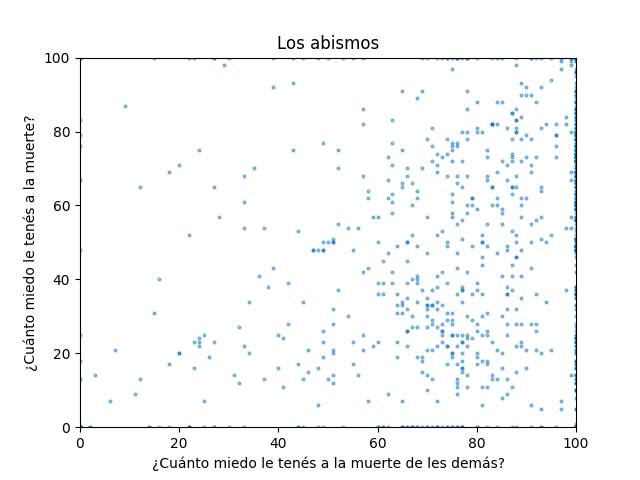 Los abismos
100
80
60
40
20
0
0 20 40 60 80 100
¿Cuánto miedo le tenés a la muerte?
¿Cuánto miedo le tenés a la muerte de les demás?